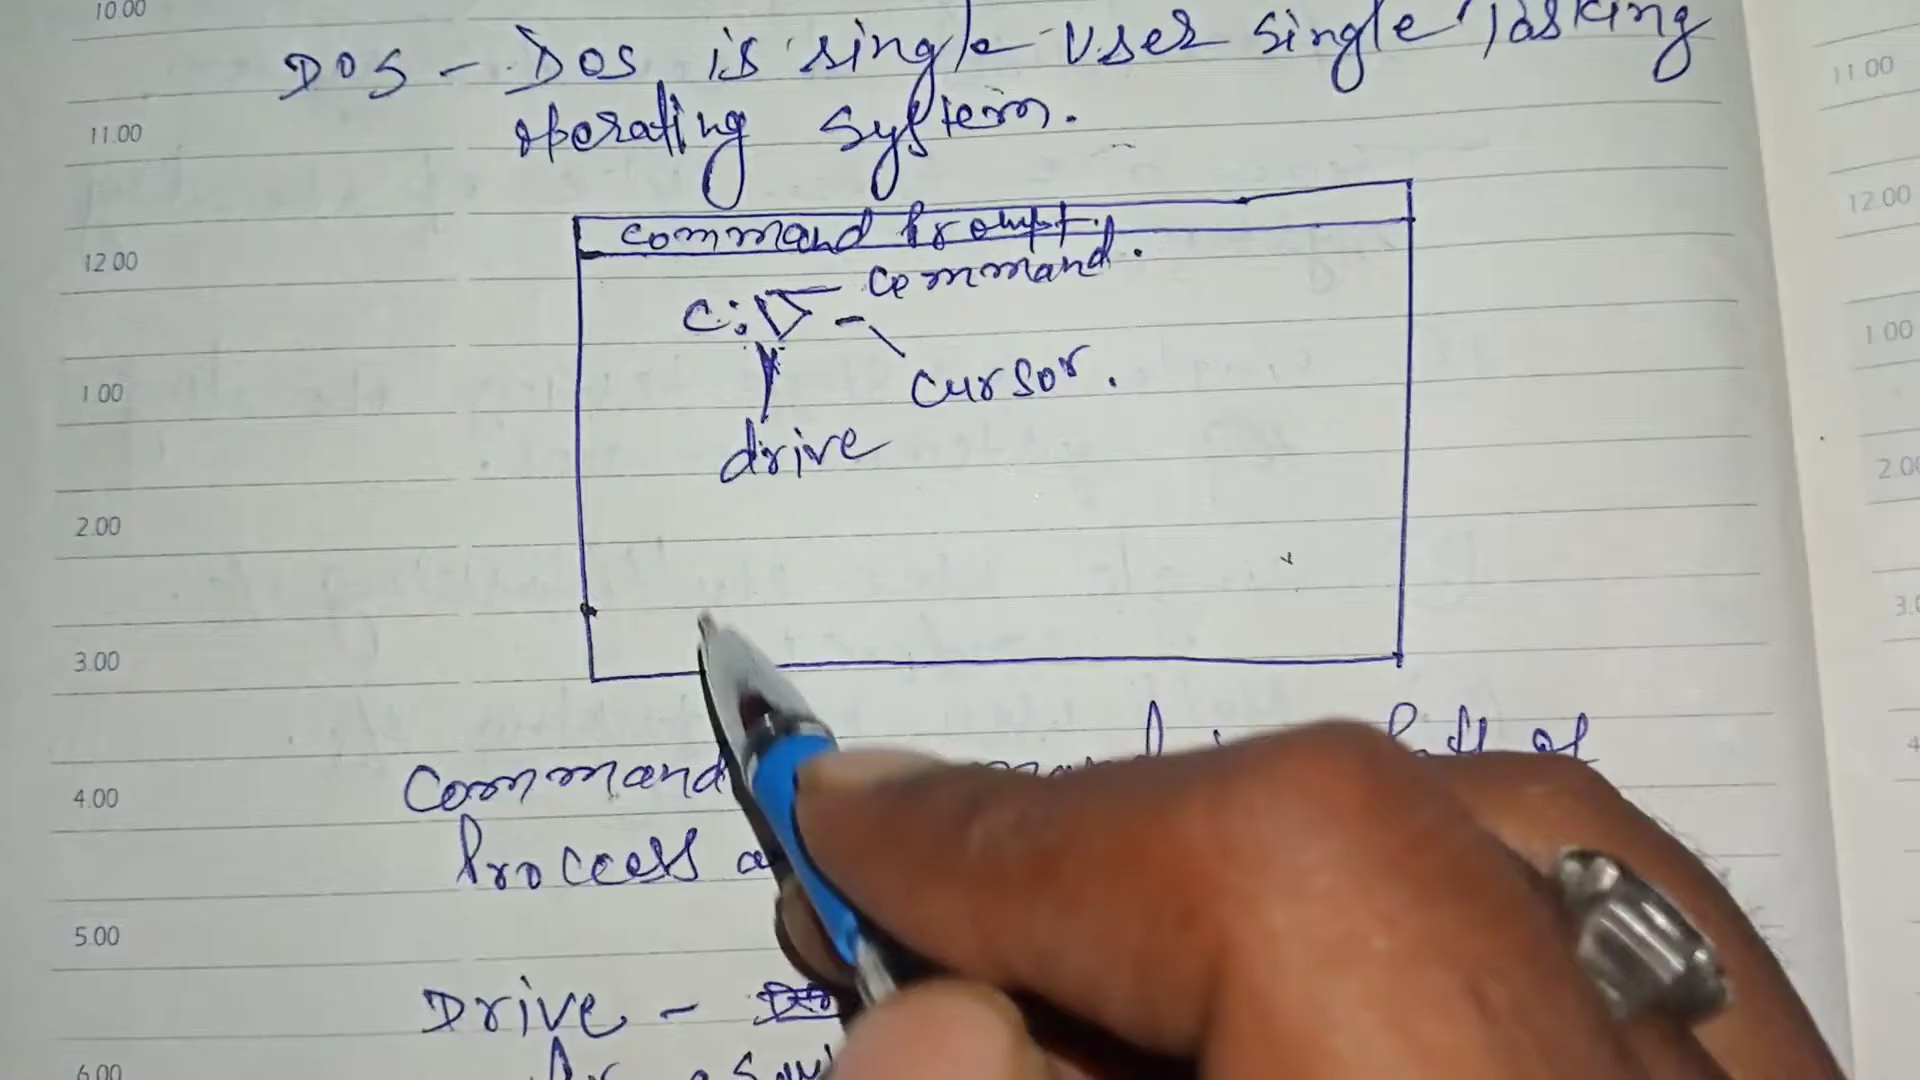 10.00
DOS - DOS is single User Single Tasking
11.00
operating System.
12.00
command Prompt.
C:\> command.
cursor.
1.00
drive
2.00
3.00
Command
of
4.00
Process
5.00
Drive -
6.00
11.00
12.00
1.00